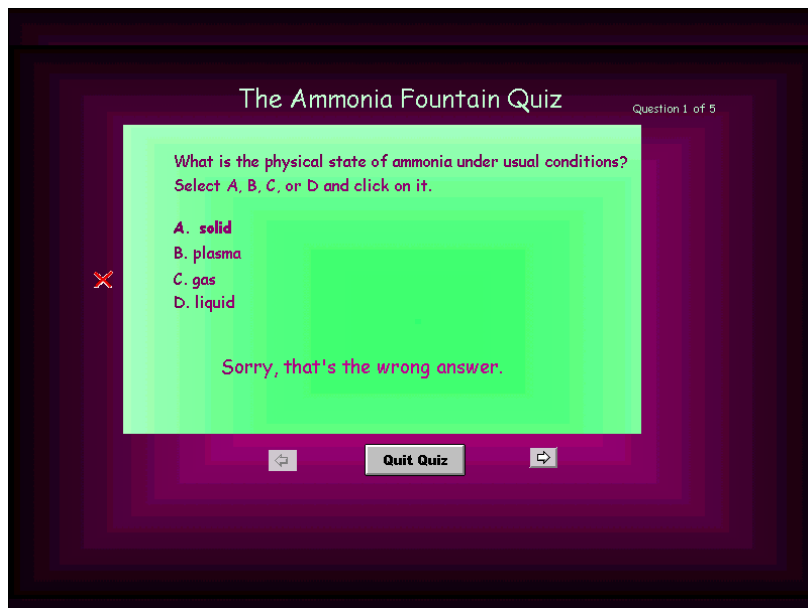 The Ammonia Fountain Quiz
Question 1 of 5
What is the physical state of ammonia under usual conditions?
Select A, B, C, or D and click on it.
A. solid
B. plasma
C. gas
D. liquid
Sorry, that's the wrong answer.
Quit Quiz